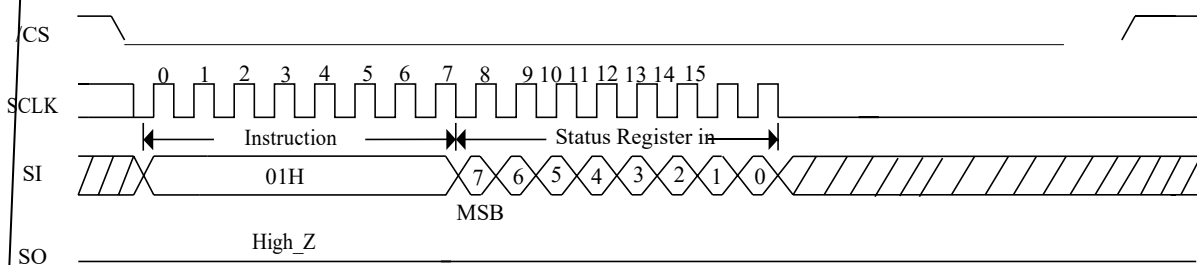 /CS
0 1 2 3 4 5 6 7 8 9 10 11 12 13 14 15
SCLK
Instruction Status Register in
SI 01H 7 6 5 4 3 2 1 0
MSB
High_Z
SO